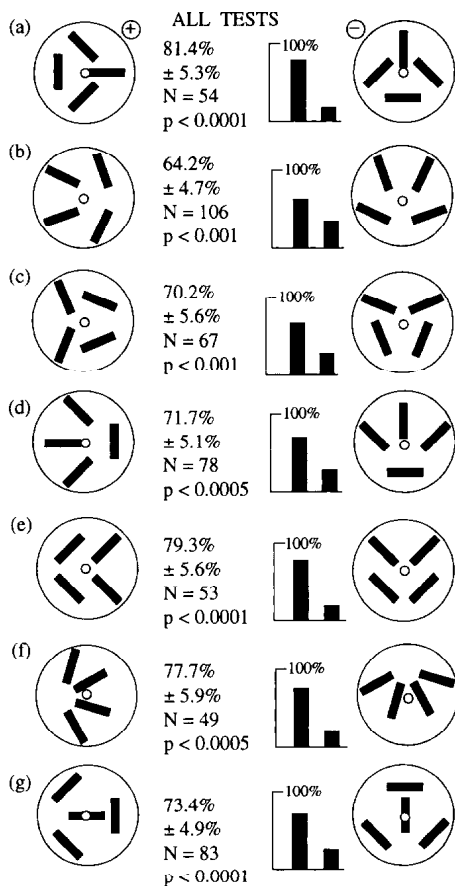 ALL TESTS
(a) + −
81.4%
± 5.3%
N = 54
p < 0.0001
100%
(b)
64.2%
± 4.7%
N = 106
p < 0.001
100%
(c)
70.2%
± 5.6%
N = 67
p < 0.001
100%
(d)
71.7%
± 5.1%
N = 78
p < 0.0005
100%
(e)
79.3%
± 5.6%
N = 53
p < 0.0001
100%
(f)
77.7%
± 5.9%
N = 49
p < 0.0005
100%
(g)
73.4%
± 4.9%
N = 83
p < 0.0001
100%